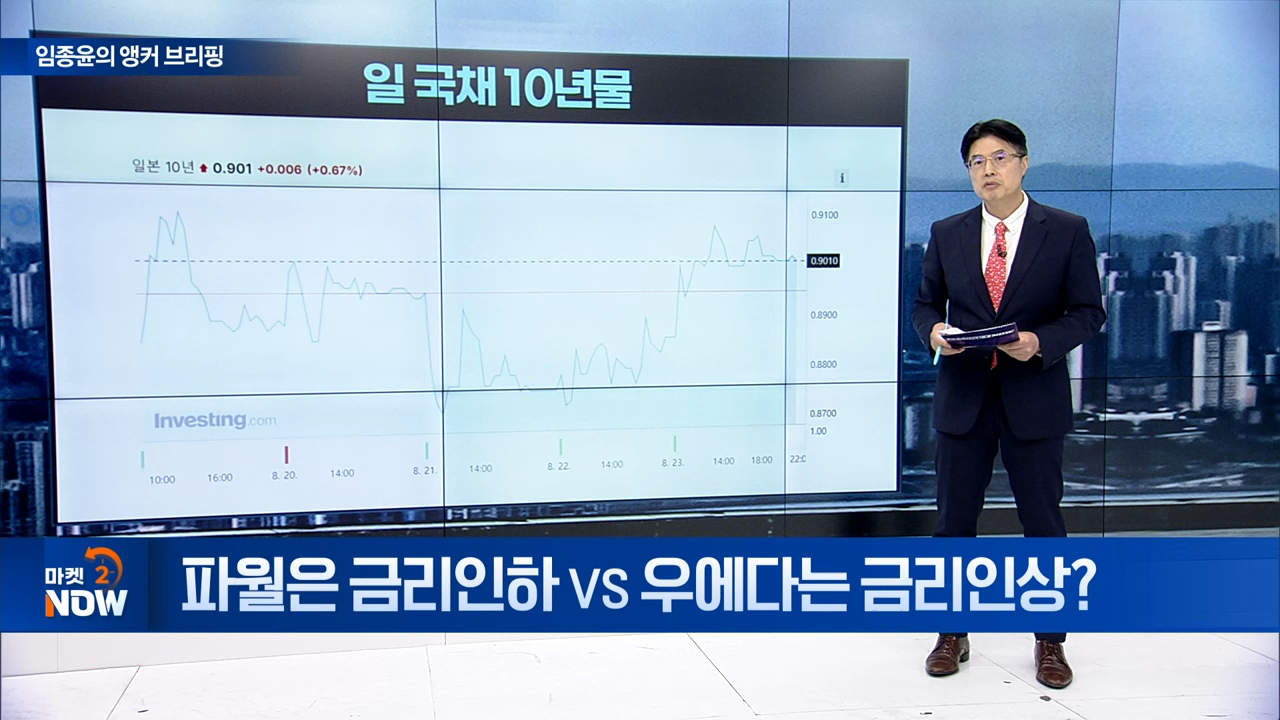 임종윤의 앵커 브리핑
일 국채 10년물
일본 10년 0.901 +0.006 (+0.67%)
i
0.9100
0.9010
0.8900
0.8800
0.8700
1.00
Investing.com
10:00 16:00 8. 20. 14:00 8. 21. 14:00 8. 22. 14:00 8. 23. 14:00 18:00 22:0
마켓 2
NOW
파월은 금리인하 VS 우에다는 금리인상?